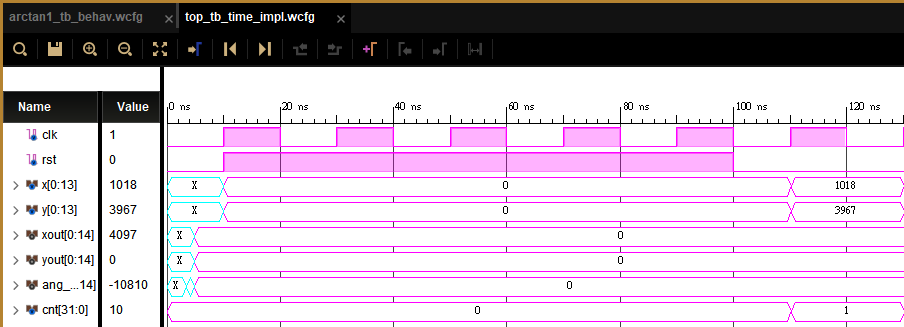 arctan1_tb_behav.wcfg × top_tb_time_impl.wcfg ×
Name Value 0 ns 20 ns 40 ns 60 ns 80 ns 100 ns 120 ns
clk 1
rst 0
x[0:13] 1018 X 0 1018
y[0:13] 3967 X 0 3967
xout[0:14] 4097 X 0
yout[0:14] 0 X 0
ang_...14] -10810 X 0
cnt[31:0] 10 0 1